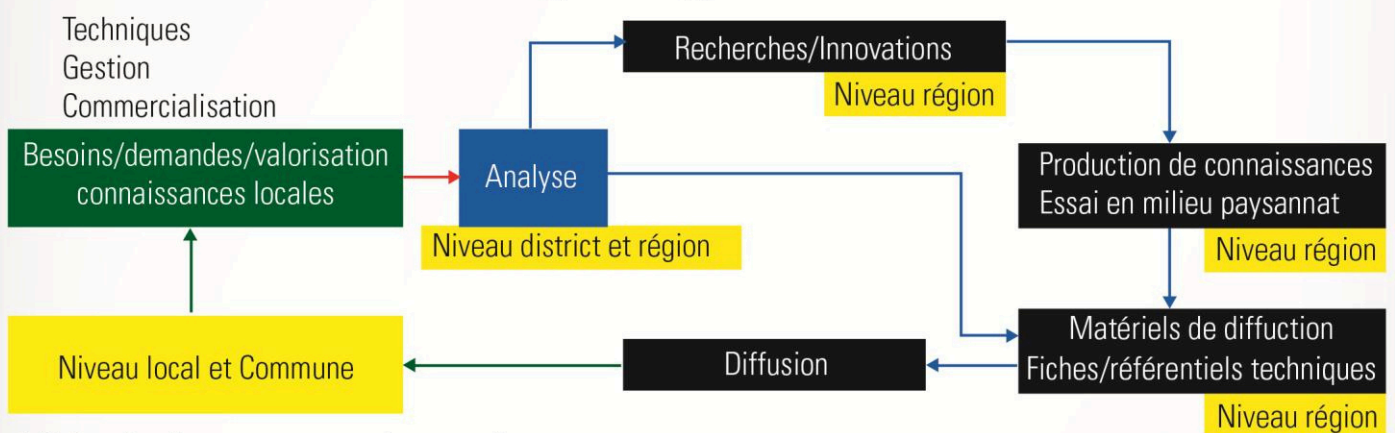 Techniques
Gestion
Commercialisation
Besoins/demandes/valorisation
connaissances locales
Analyse
Niveau district et région
Recherches/Innovations
Niveau région
Production de connaissances
Essai en milieu paysannat
Niveau région
Matériels de diffuction
Fiches/référentiels techniques
Niveau région
Diffusion
Niveau local et Commune